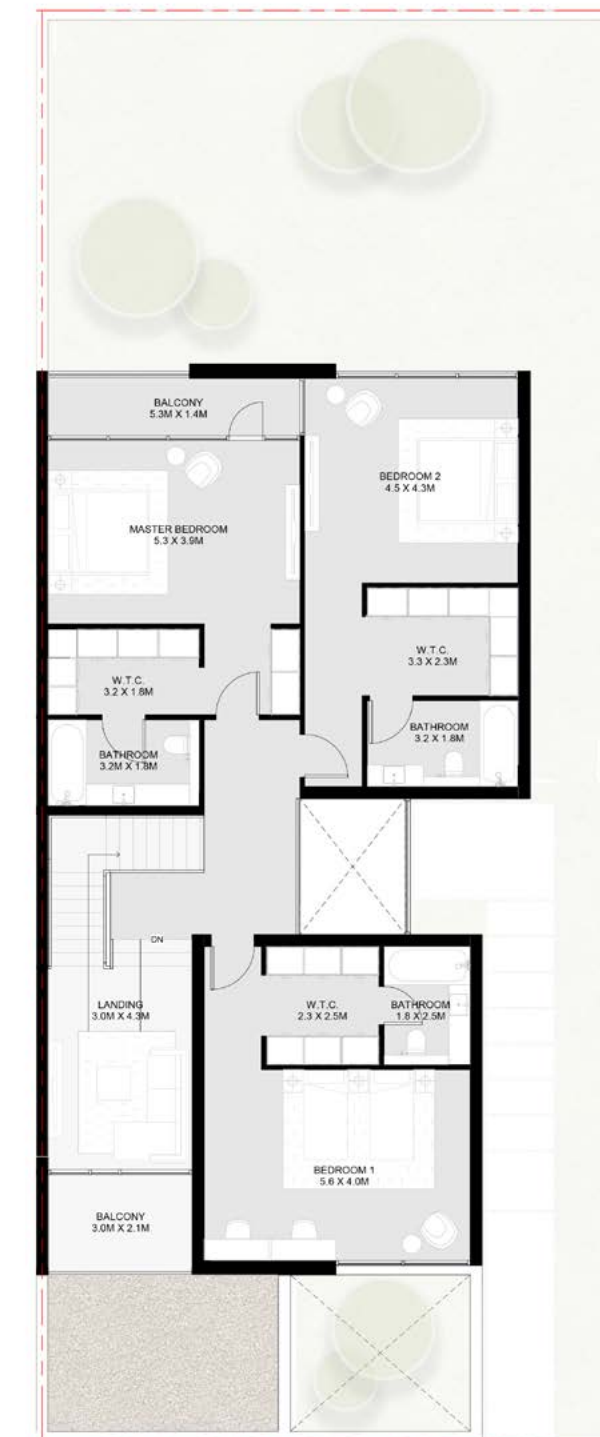 BALCONY
5.3M X 1.4M
BEDROOM 2
4.5 X 4.3M
MASTER BEDROOM
5.3 X 3.9M
W.T.C.
3.3 X 2.3M
W.T.C.
3.2 X 1.8M
BATHROOM
3.2 X 1.8M
BATHROOM
3.2M X 1.8M
DN
LANDING
3.0M X 4.3M
W.T.C.
2.3 X 2.5M
BATHROOM
1.8 X 2.5M
BEDROOM 1
5.6 X 4.0M
BALCONY
3.0M X 2.1M